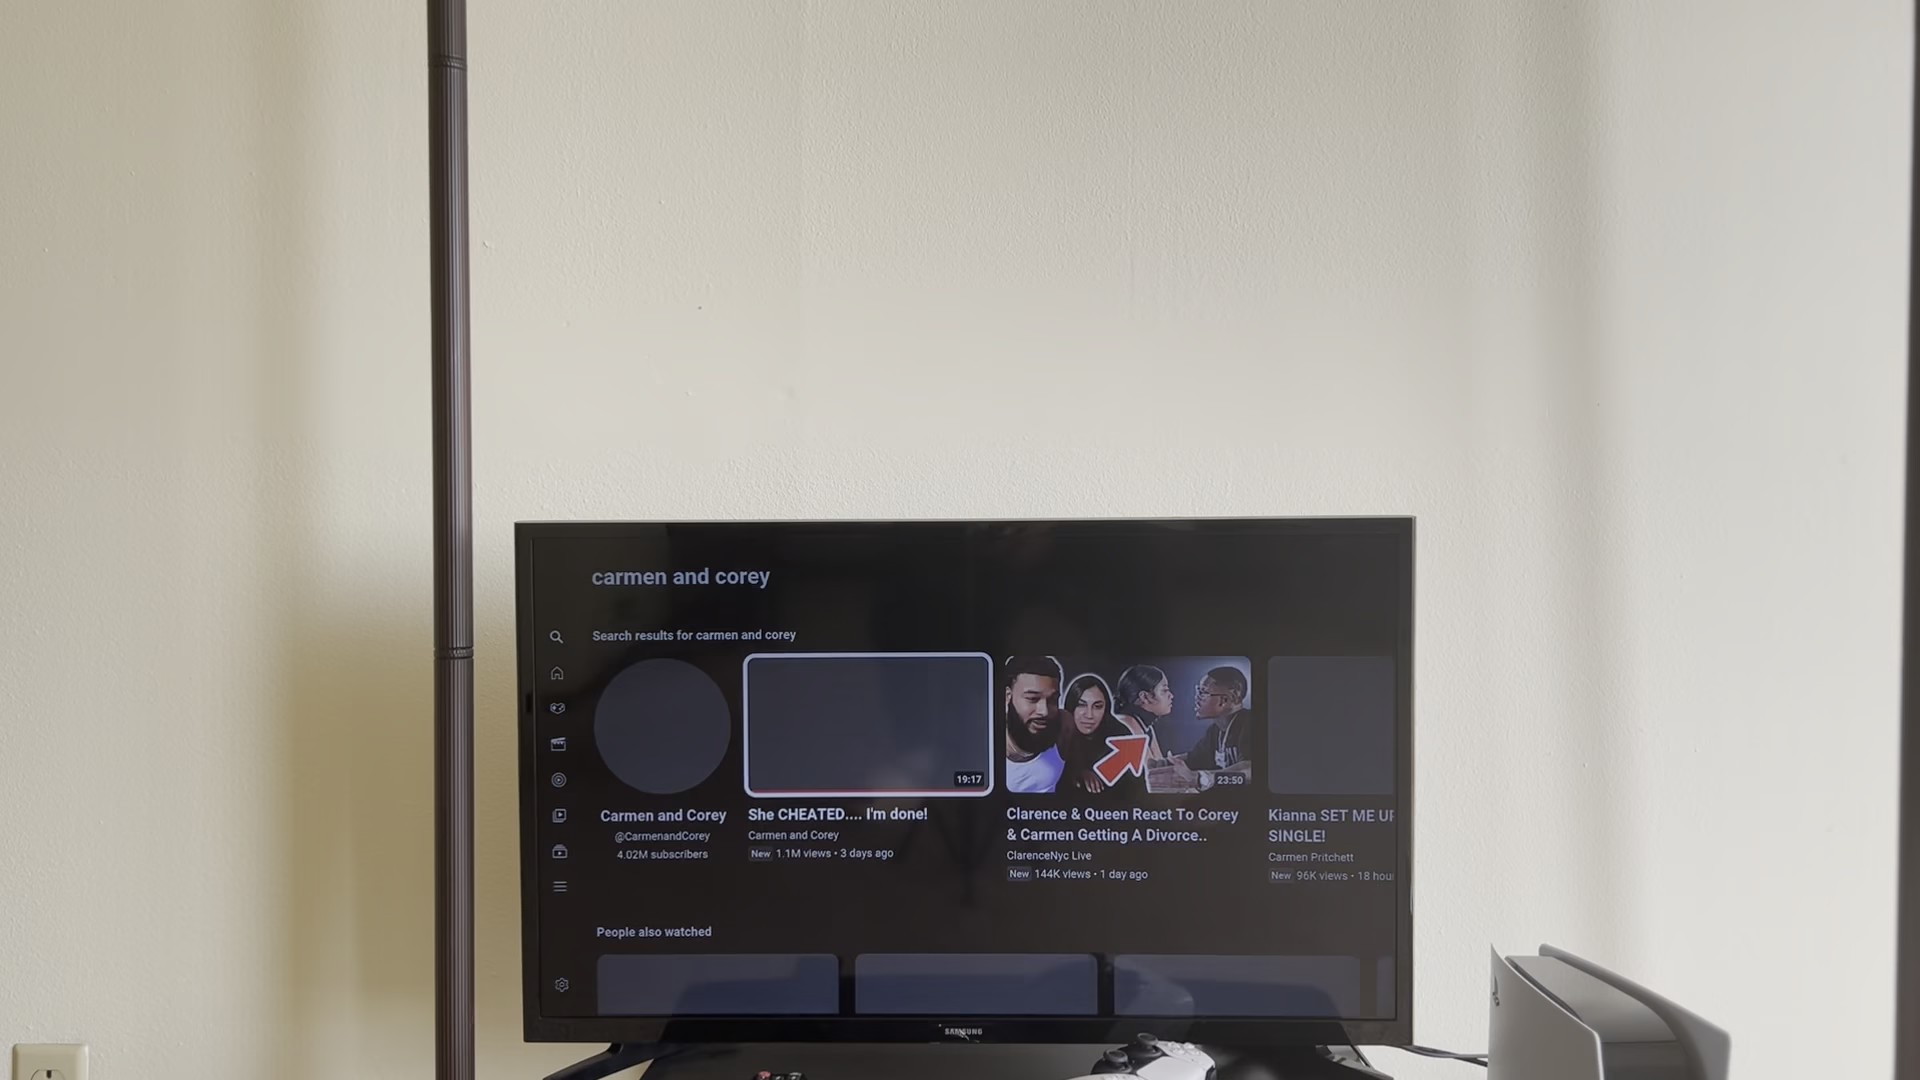 carmen and corey
Search results for carmen and corey
19:17
23:50
Carmen and Corey
@CarmenandCorey
4.02M subscribers
She CHEATED.... I'm done!
Carmen and Corey
New 1.1M views • 3 days ago
Clarence & Queen React To Corey
& Carmen Getting A Divorce..
ClarenceNyc Live
New 144K views • 1 day ago
Kianna SET ME UP
SINGLE!
Carmen Pritchett
New 96K views • 18 hou
People also watched
SAMSUNG